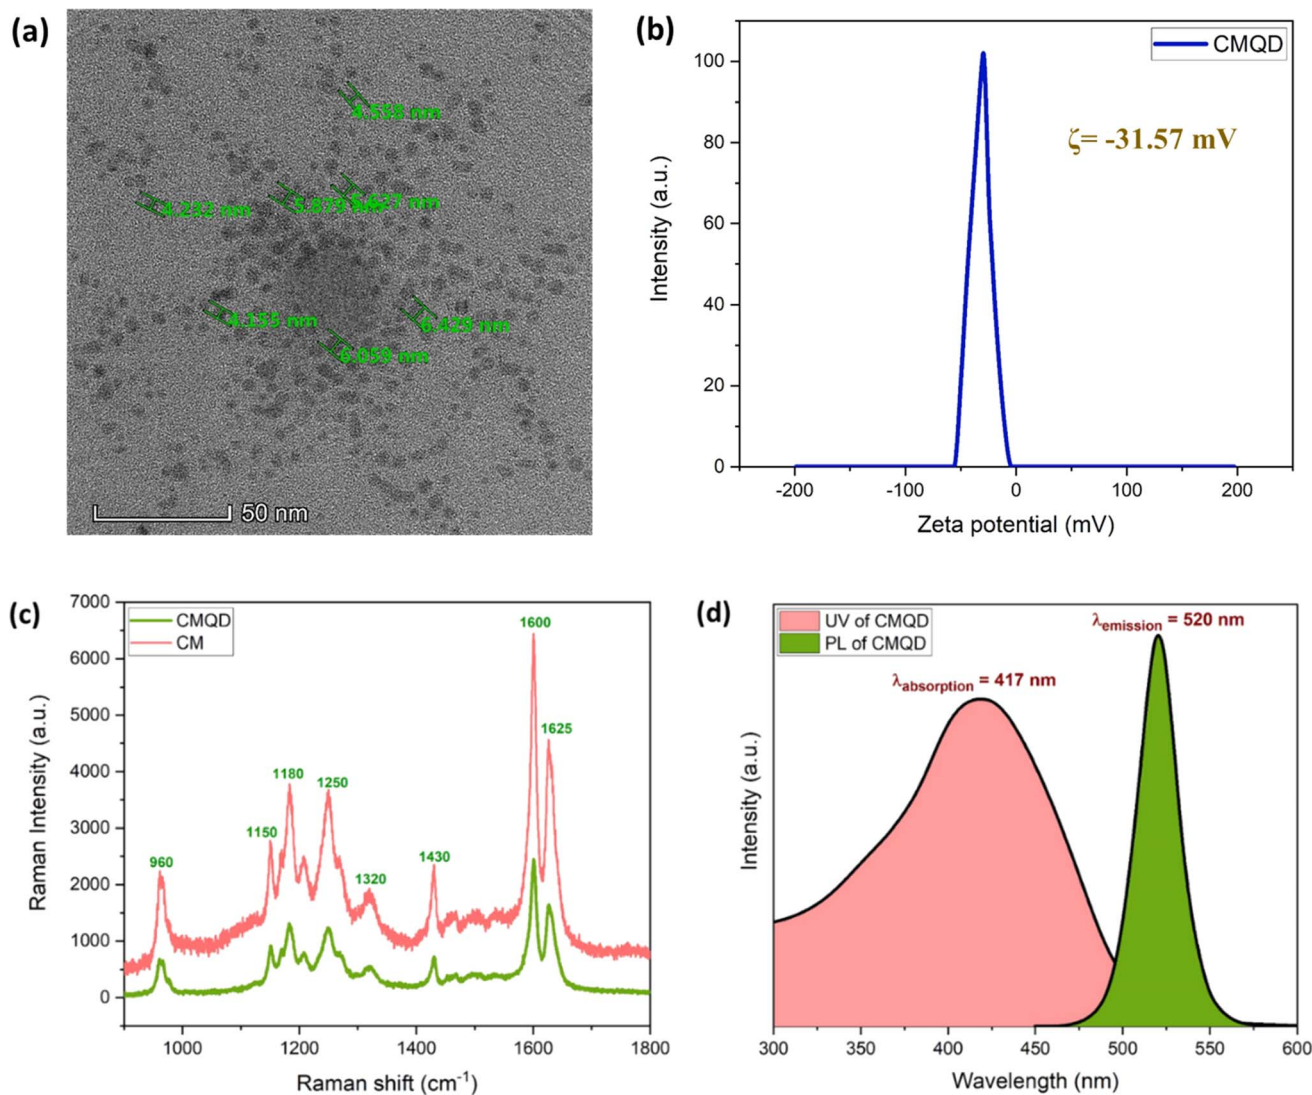 (a)
4.558 nm
4.232 nm
5.879 nm
4.155 nm
6.429 nm
6.059 nm
50 nm
(b)
CMQD
ζ= -31.57 mV
Intensity (a.u.)
100
80
60
40
20
0
-200 -100 0 100 200
Zeta potential (mV)
(c)
CMQD
CM
Raman Intensity (a.u.)
7000
6000
5000
4000
3000
2000
1000
0
960
1150
1180
1250
1320
1430
1600
1625
1000 1200 1400 1600 1800
Raman shift (cm⁻¹)
(d)
UV of CMQD
PL of CMQD
λabsorption = 417 nm
λemission = 520 nm
Intensity (a.u.)
300 350 400 450 500 550 600
Wavelength (nm)